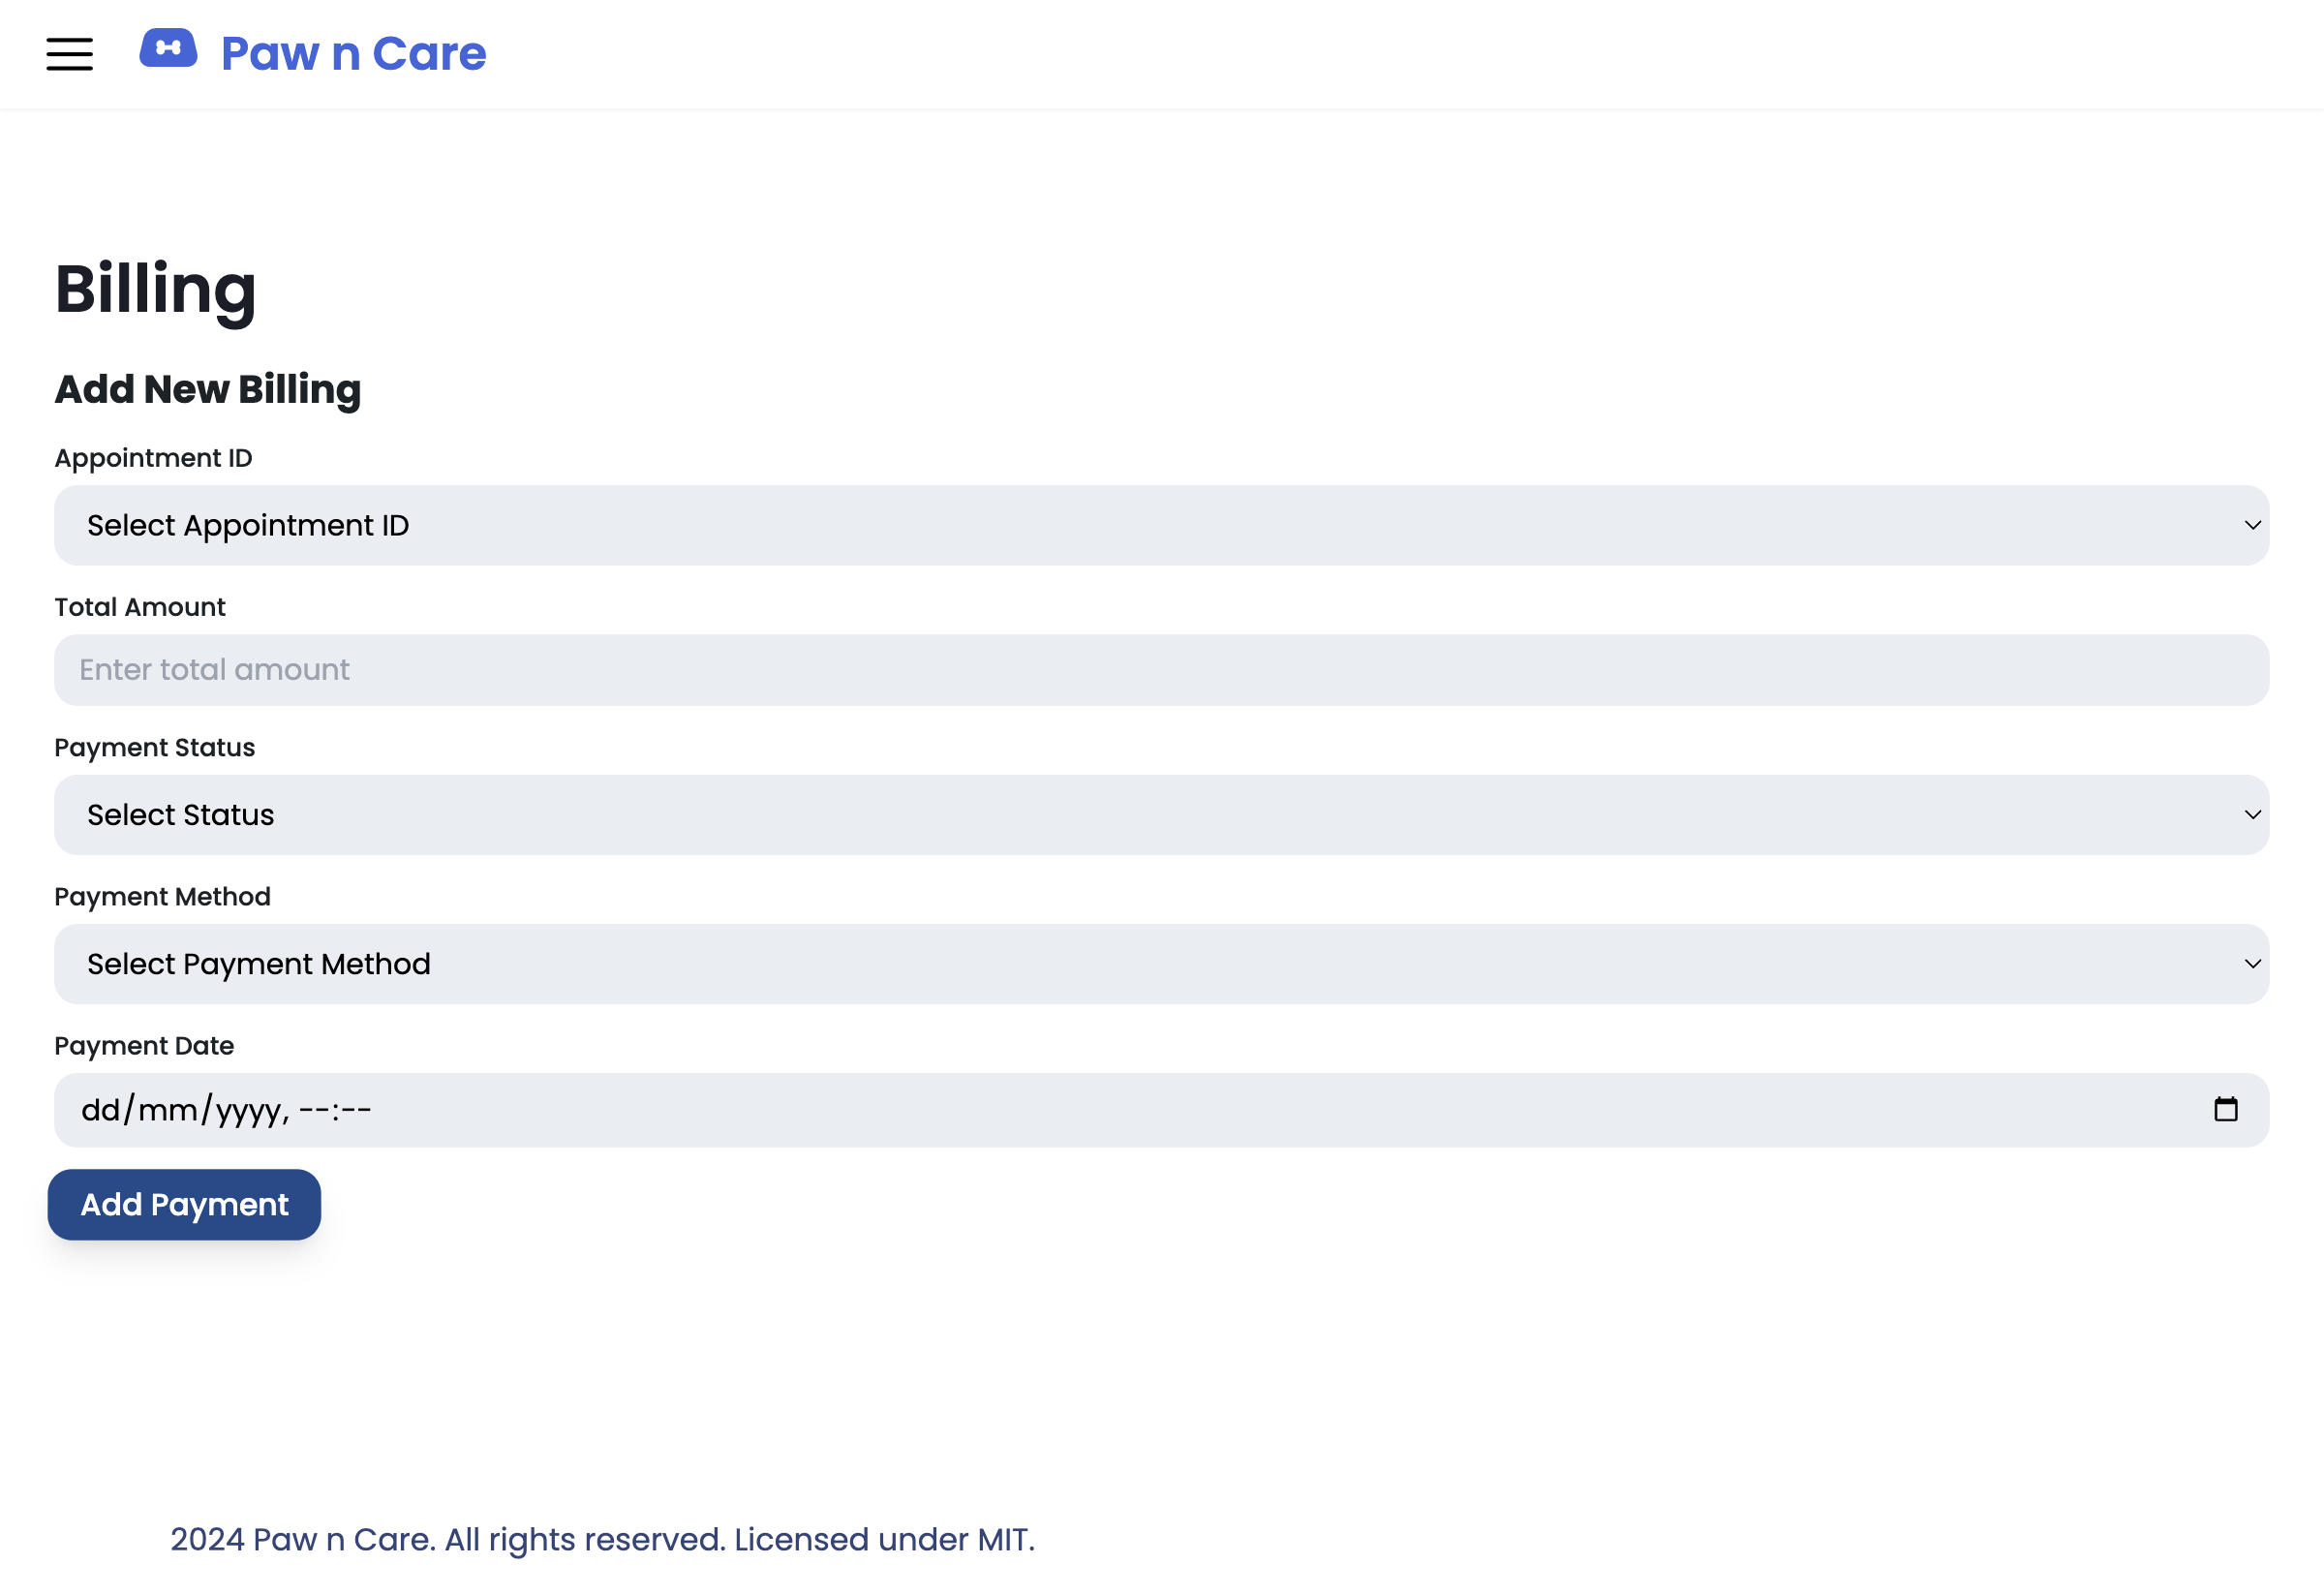 Paw n Care
Billing
Add New Billing
Appointment ID
Select Appointment ID
Total Amount
Enter total amount
Payment Status
Select Status
Payment Method
Select Payment Method
Payment Date
dd/mm/yyyy, --:--
Add Payment
2024 Paw n Care. All rights reserved. Licensed under MIT.